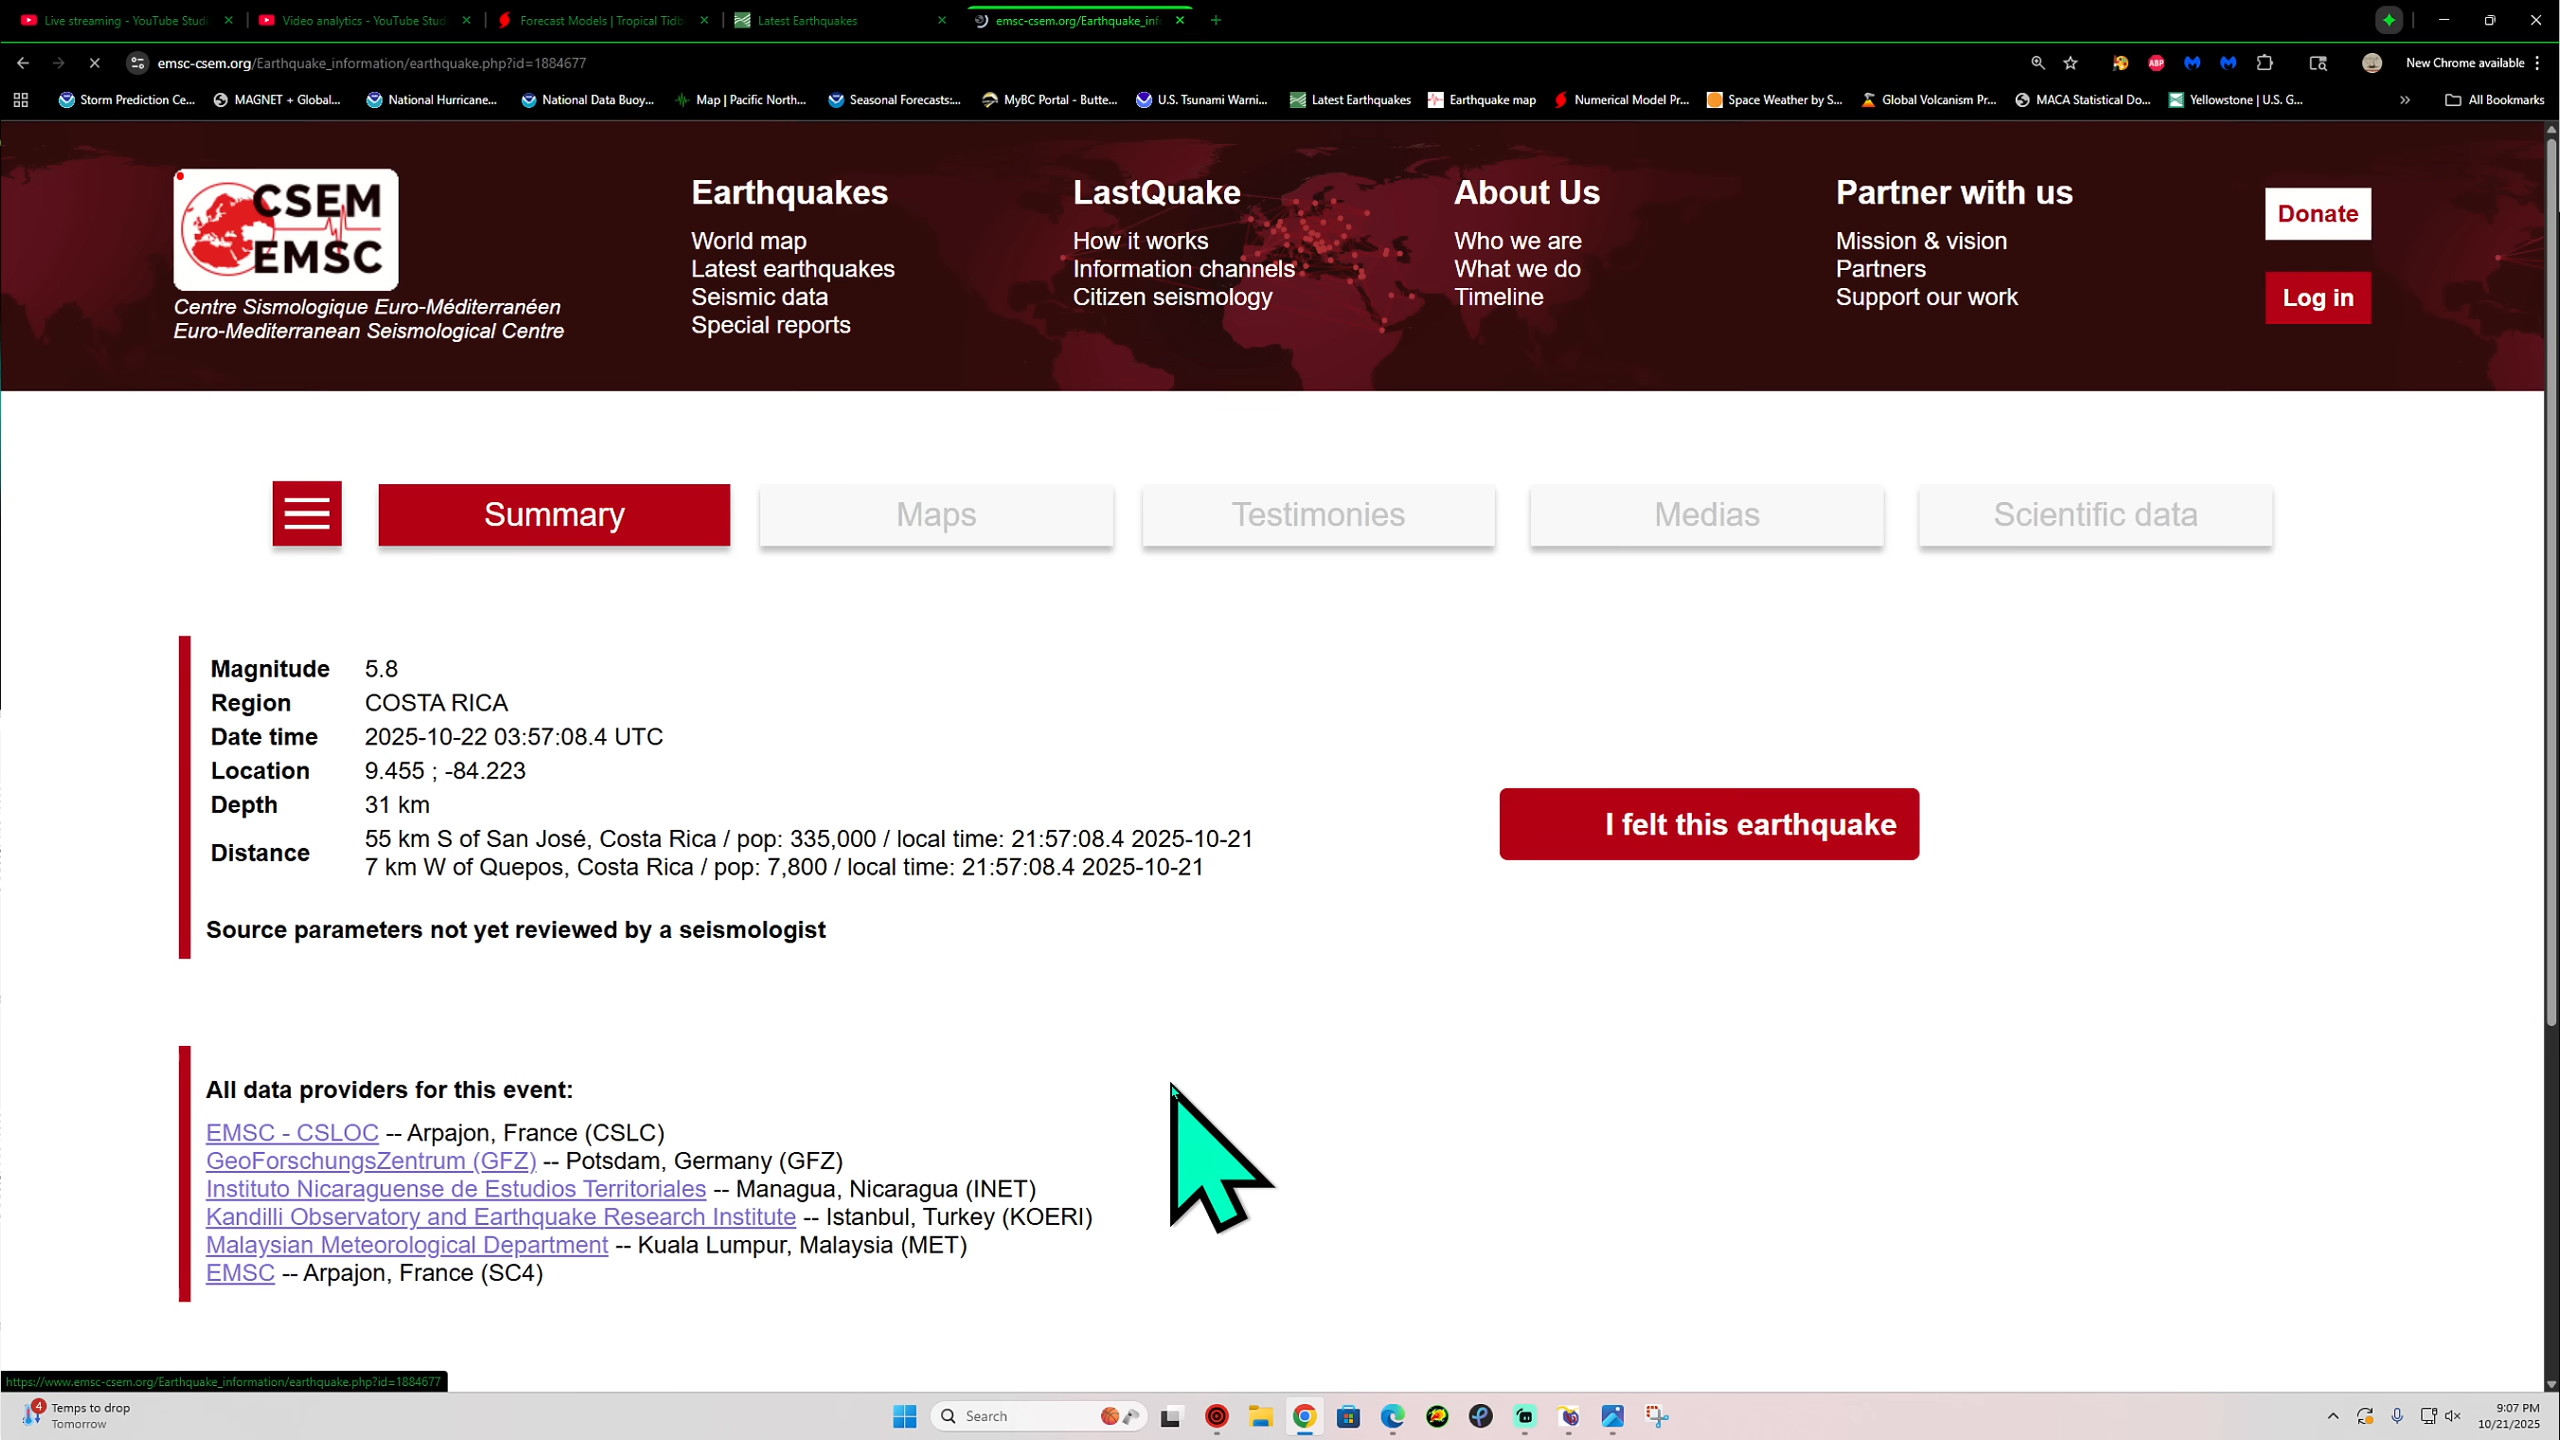 Live streaming - YouTube Studi
Video analytics - YouTube Stud
Forecast Models | Tropical Tidb
Latest Earthquakes
emsc-csem.org/Earthquake_inf
emsc-csem.org/Earthquake_information/earthquake.php?id=1884677
ABP
New Chrome available
Storm Prediction Ce...
MAGNET + Global...
National Hurricane...
National Data Buoy...
Map | Pacific North...
Seasonal Forecasts:...
MyBC Portal - Butte...
U.S. Tsunami Warni...
Latest Earthquakes
Earthquake map
Numerical Model Pr...
Space Weather by S...
Global Volcanism Pr...
MACA Statistical Do...
Yellowstone | U.S. G...
All Bookmarks
CSEM
EMSC
Centre Sismologique Euro-Méditerranéen
Euro-Mediterranean Seismological Centre
Earthquakes
World map
Latest earthquakes
Seismic data
Special reports
LastQuake
How it works
Information channels
Citizen seismology
About Us
Who we are
What we do
Timeline
Partner with us
Mission & vision
Partners
Support our work
Donate
Log in
Summary
Maps
Testimonies
Medias
Scientific data
Magnitude 5.8
Region COSTA RICA
Date time 2025-10-22 03:57:08.4 UTC
Location 9.455 ; -84.223
Depth 31 km
Distance 55 km S of San José, Costa Rica / pop: 335,000 / local time: 21:57:08.4 2025-10-21
7 km W of Quepos, Costa Rica / pop: 7,800 / local time: 21:57:08.4 2025-10-21
I felt this earthquake
Source parameters not yet reviewed by a seismologist
All data providers for this event:
EMSC - CSLOC -- Arpajon, France (CSLC)
GeoForschungsZentrum (GFZ) -- Potsdam, Germany (GFZ)
Instituto Nicaraguense de Estudios Territoriales -- Managua, Nicaragua (INET)
Kandilli Observatory and Earthquake Research Institute -- Istanbul, Turkey (KOERI)
Malaysian Meteorological Department -- Kuala Lumpur, Malaysia (MET)
EMSC -- Arpajon, France (SC4)
https://www.emsc-csem.org/Earthquake_information/earthquake.php?id=1884677
4
Temps to drop
Tomorrow
Search
9:07 PM
10/21/2025